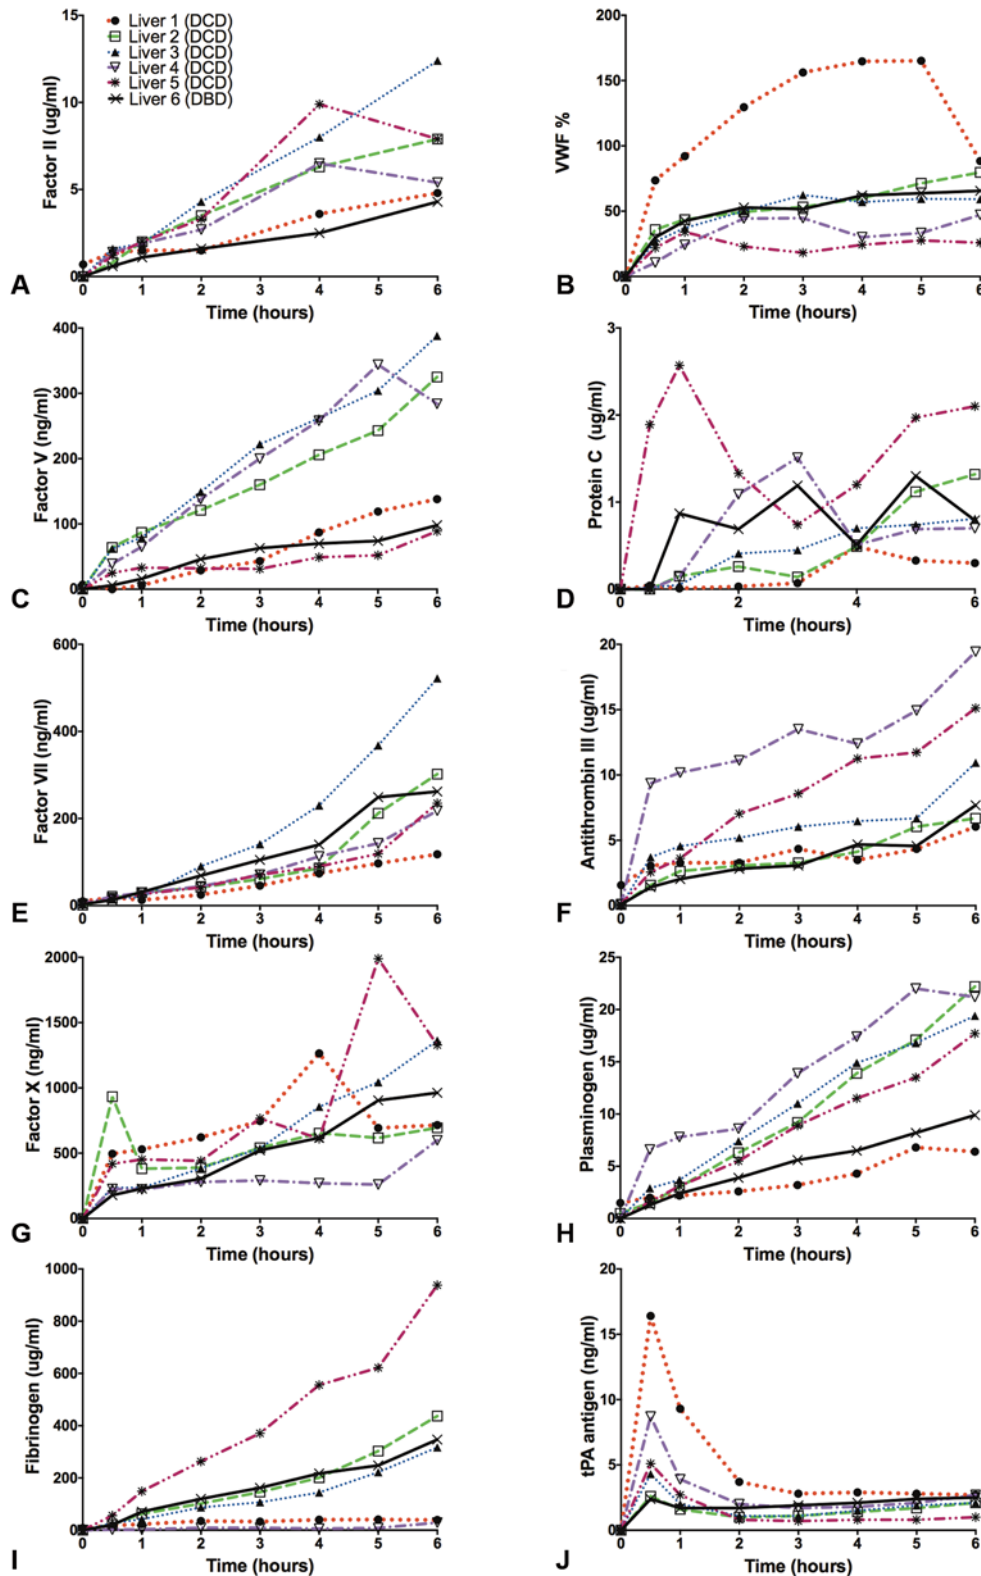 Liver 1 (DCD)
Liver 2 (DCD)
Liver 3 (DCD)
Liver 4 (DCD)
Liver 5 (DCD)
Liver 6 (DBD)
Factor II (ug/ml)
15
10
5
0
0 1 2 3 4 5 6
A
Time (hours)
VWF %
200
150
100
50
0
0 1 2 3 4 5 6
B
Time (hours)
Factor V (ng/ml)
400
300
200
100
0
0 1 2 3 4 5 6
C
Time (hours)
Protein C (ug/ml)
3
2
1
0
0 2 4 6
D
Time (hours)
Factor VII (ng/ml)
600
400
200
0
0 1 2 3 4 5 6
E
Time (hours)
Antithrombin III (ug/ml)
20
15
10
5
0
0 1 2 3 4 5 6
F
Time (hours)
Factor X (ng/ml)
2000
1500
1000
500
0
0 1 2 3 4 5 6
G
Time (hours)
Plasminogen (ug/ml)
25
20
15
10
5
0
0 1 2 3 4 5 6
H
Time (hours)
Fibrinogen (ug/ml)
1000
800
600
400
200
0
0 1 2 3 4 5 6
I
Time (hours)
tPA antigen (ng/ml)
20
15
10
5
0
0 1 2 3 4 5 6
J
Time (hours)